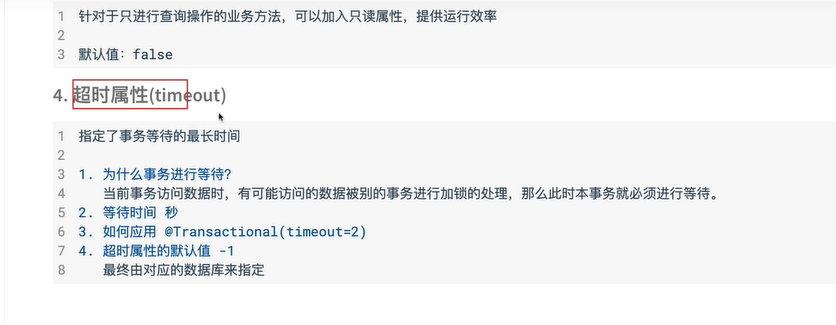 1 针对于只进行查询操作的业务方法，可以加入只读属性，提供运行效率
2
3 默认值：false
4. 超时属性(timeout)
1 指定了事务等待的最长时间
2
3 1. 为什么事务进行等待?
4 当前事务访问数据时，有可能访问的数据被别的事务进行加锁的处理，那么此时本事务就必须进行等待。
5 2. 等待时间 秒
6 3. 如何应用 @Transactional(timeout=2)
7 4. 超时属性的默认值 -1
8 最终由对应的数据库来指定